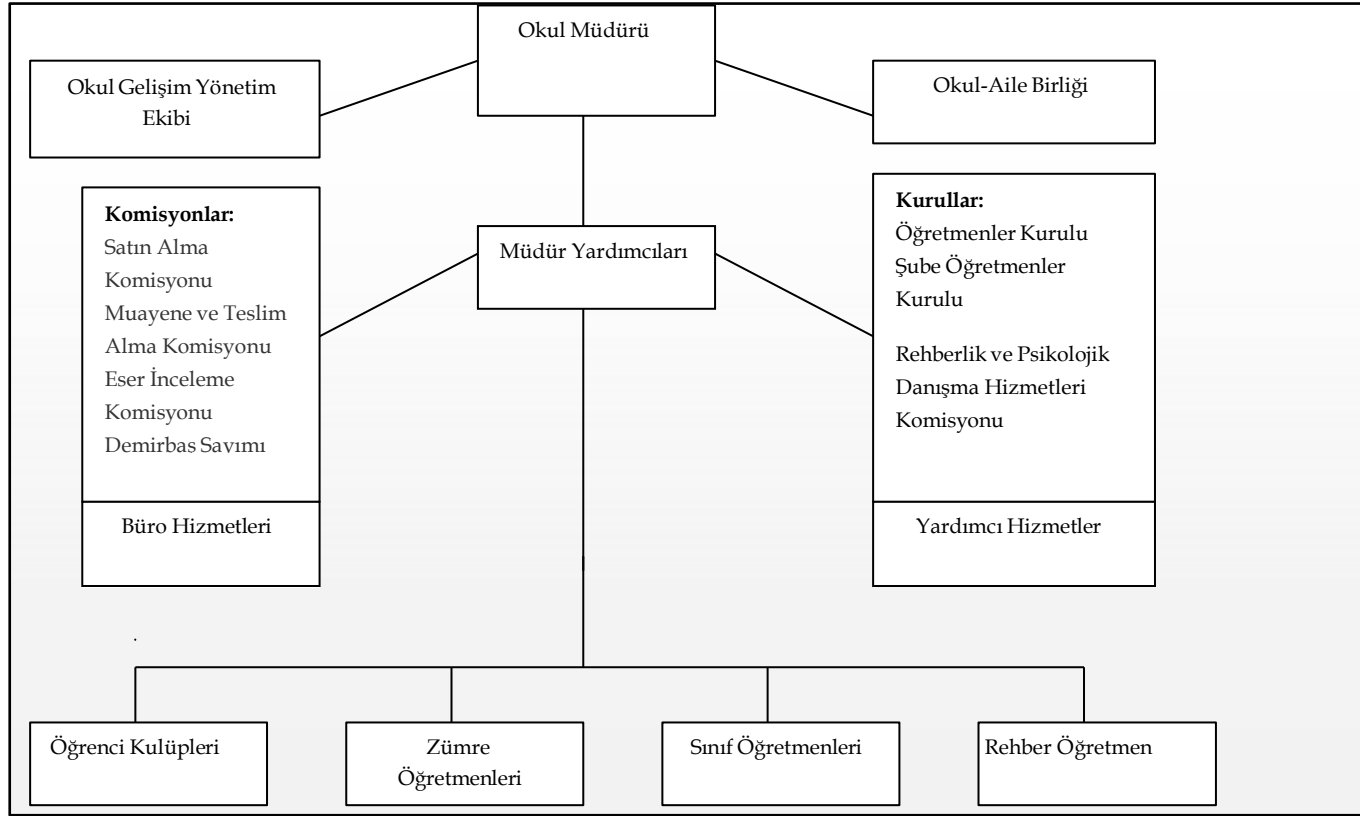 Okul Müdürü
Okul Gelişim Yönetim
Ekibi
Okul-Aile Birliği
Komisyonlar:
Satın Alma
Komisyonu
Muayene ve Teslim
Alma Komisyonu
Eser İnceleme
Komisyonu
Demirbas Savımı
Müdür Yardımcıları
Kurullar:
Öğretmenler Kurulu
Şube Öğretmenler
Kurulu
Rehberlik ve Psikolojik
Danışma Hizmetleri
Komisyonu
Büro Hizmetleri
Yardımcı Hizmetler
.
Öğrenci Kulüpleri
Zümre
Öğretmenleri
Sınıf Öğretmenleri
Rehber Öğretmen